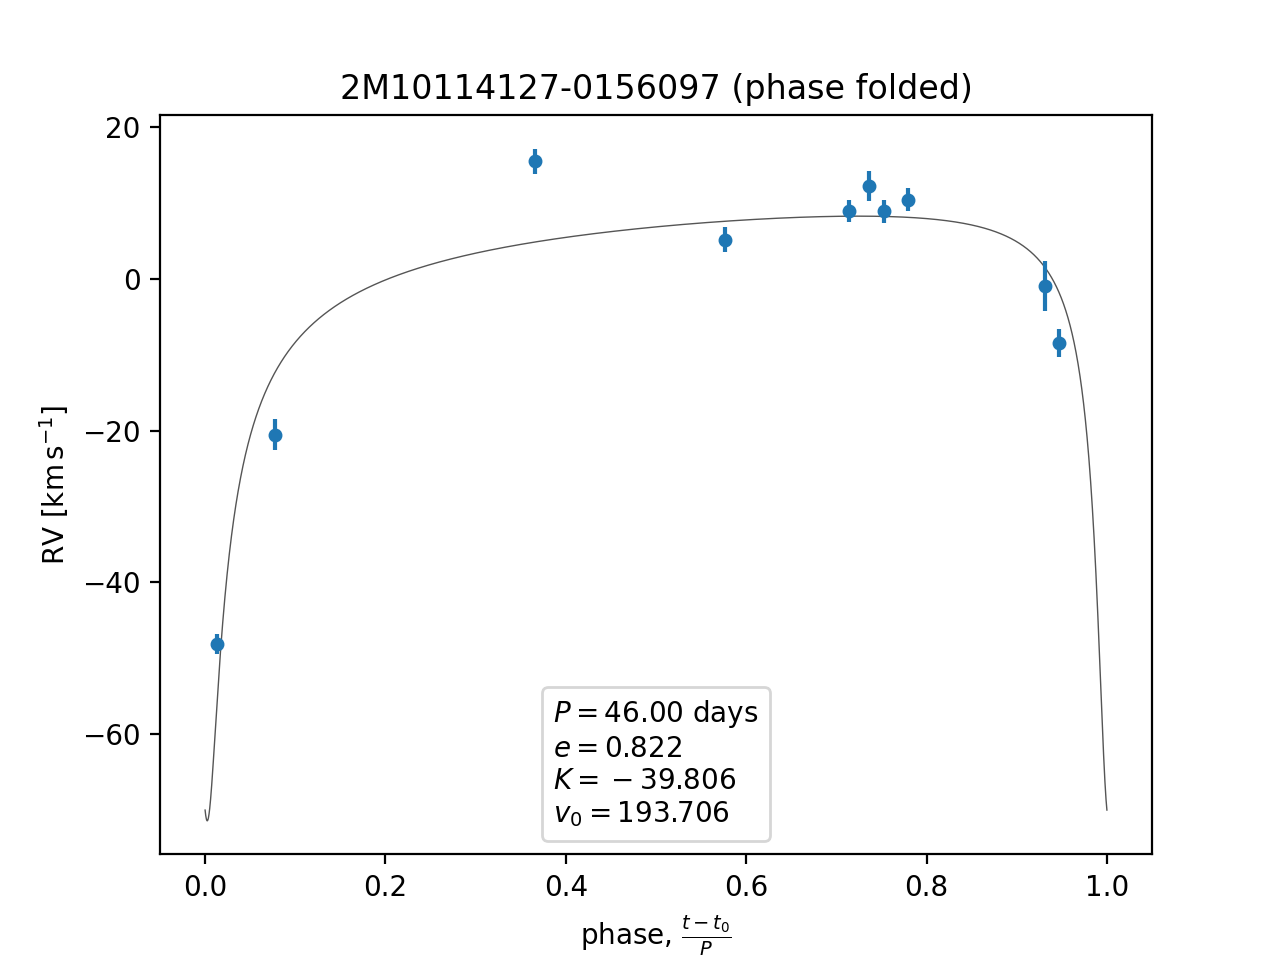 2M10114127-0156097 (phase folded)
20
0
−20
−40
−60
RV [km s⁻¹]
P = 46.00 days
e = 0.822
K = −39.806
v₀ = 193.706
0.0 0.2 0.4 0.6 0.8 1.0
phase, (t − t₀)/P